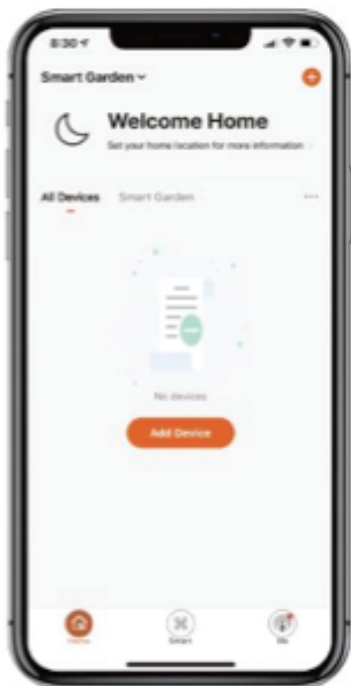 8:30
Smart Garden
Welcome Home
Set your home location for more information
All Devices
Smart Garden
No devices
Add Device
Home
Smart
Me